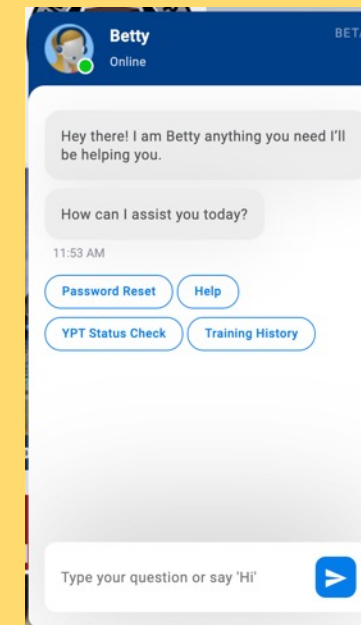 Betty
BETA
Online
Hey there! I am Betty anything you need I'll
be helping you.
How can I assist you today?
11:53 AM
Password Reset
Help
YPT Status Check
Training History
Type your question or say 'Hi'